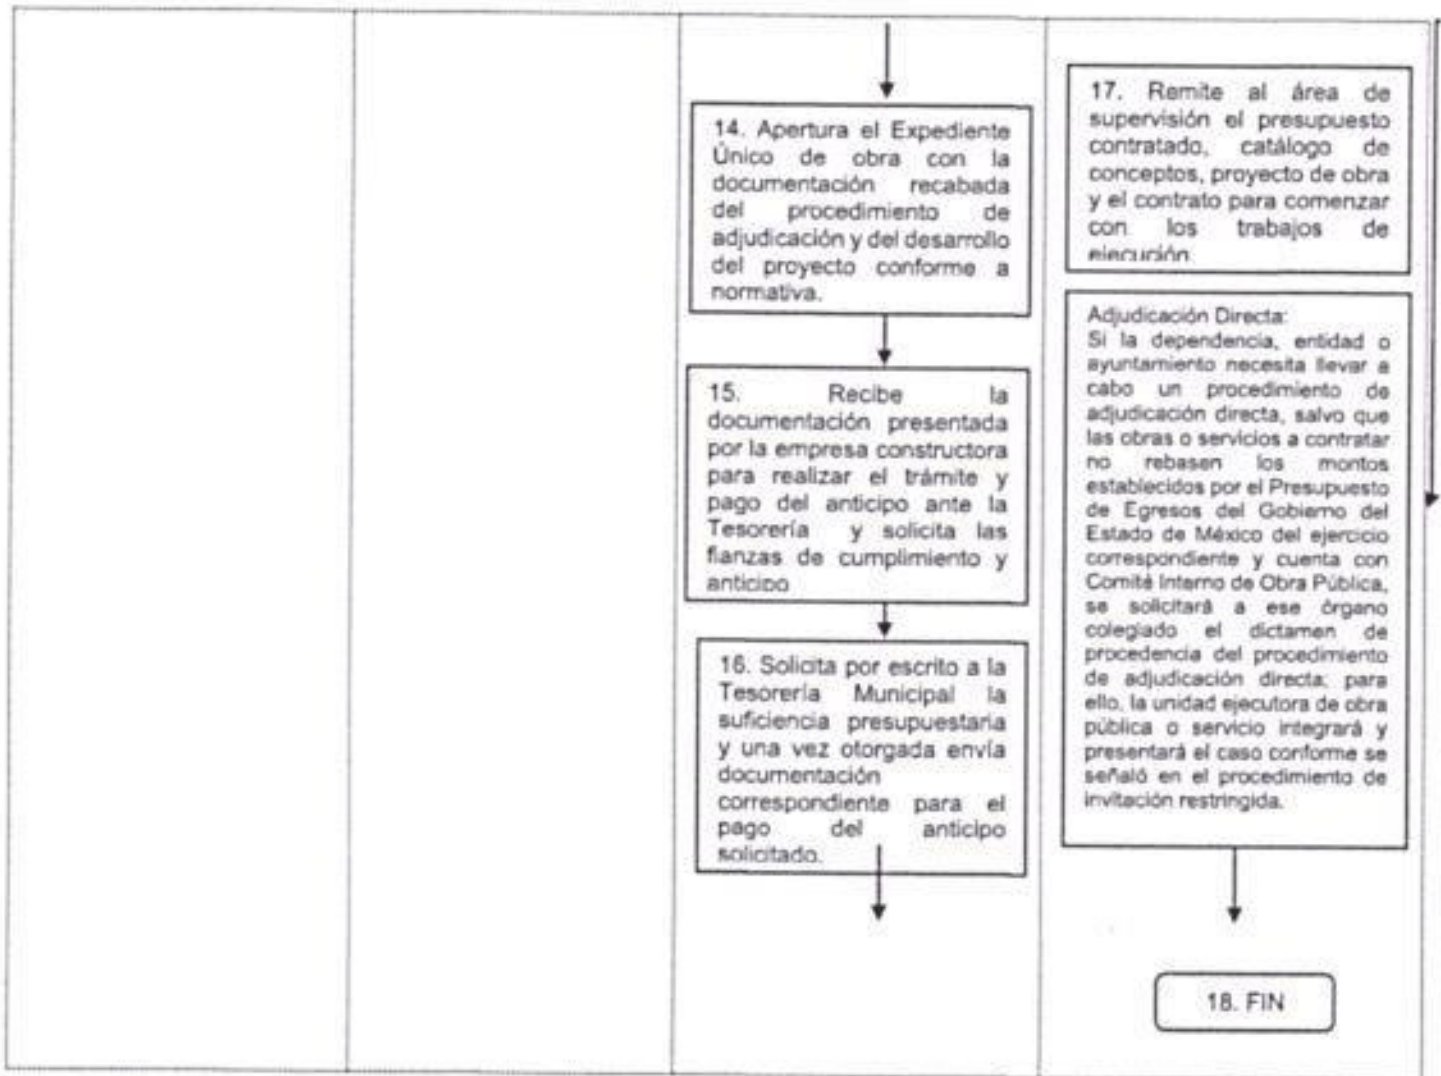 14. Apertura el Expediente
Único de obra con la
documentación recabada
del procedimiento de
adjudicación y del desarrollo
del proyecto conforme a
normativa.
15. Recibe la
documentación presentada
por la empresa constructora
para realizar el trámite y
pago del anticipo ante la
Tesorería y solicita las
fianzas de cumplimiento y
anticipo
16. Solicita por escrito a la
Tesorería Municipal la
suficiencia presupuestaria
y una vez otorgada envía
documentación
correspondiente para el
pago del anticipo
solicitado.
17. Remite al área de
supervisión el presupuesto
contratado, catálogo de
conceptos, proyecto de obra
y el contrato para comenzar
con los trabajos de
ejecución
Adjudicación Directa:
Si la dependencia, entidad o
ayuntamiento necesita llevar a
cabo un procedimiento de
adjudicación directa, salvo que
las obras o servicios a contratar
no rebasen los montos
establecidos por el Presupuesto
de Egresos del Gobierno del
Estado de México del ejercicio
correspondiente y cuenta con
Comité Interno de Obra Pública,
se solicitará a ese órgano
colegiado el dictamen de
procedencia del procedimiento
de adjudicación directa; para
ello, la unidad ejecutora de obra
pública o servicio integrará y
presentará el caso conforme se
señaló en el procedimiento de
invitación restringida.
18. FIN